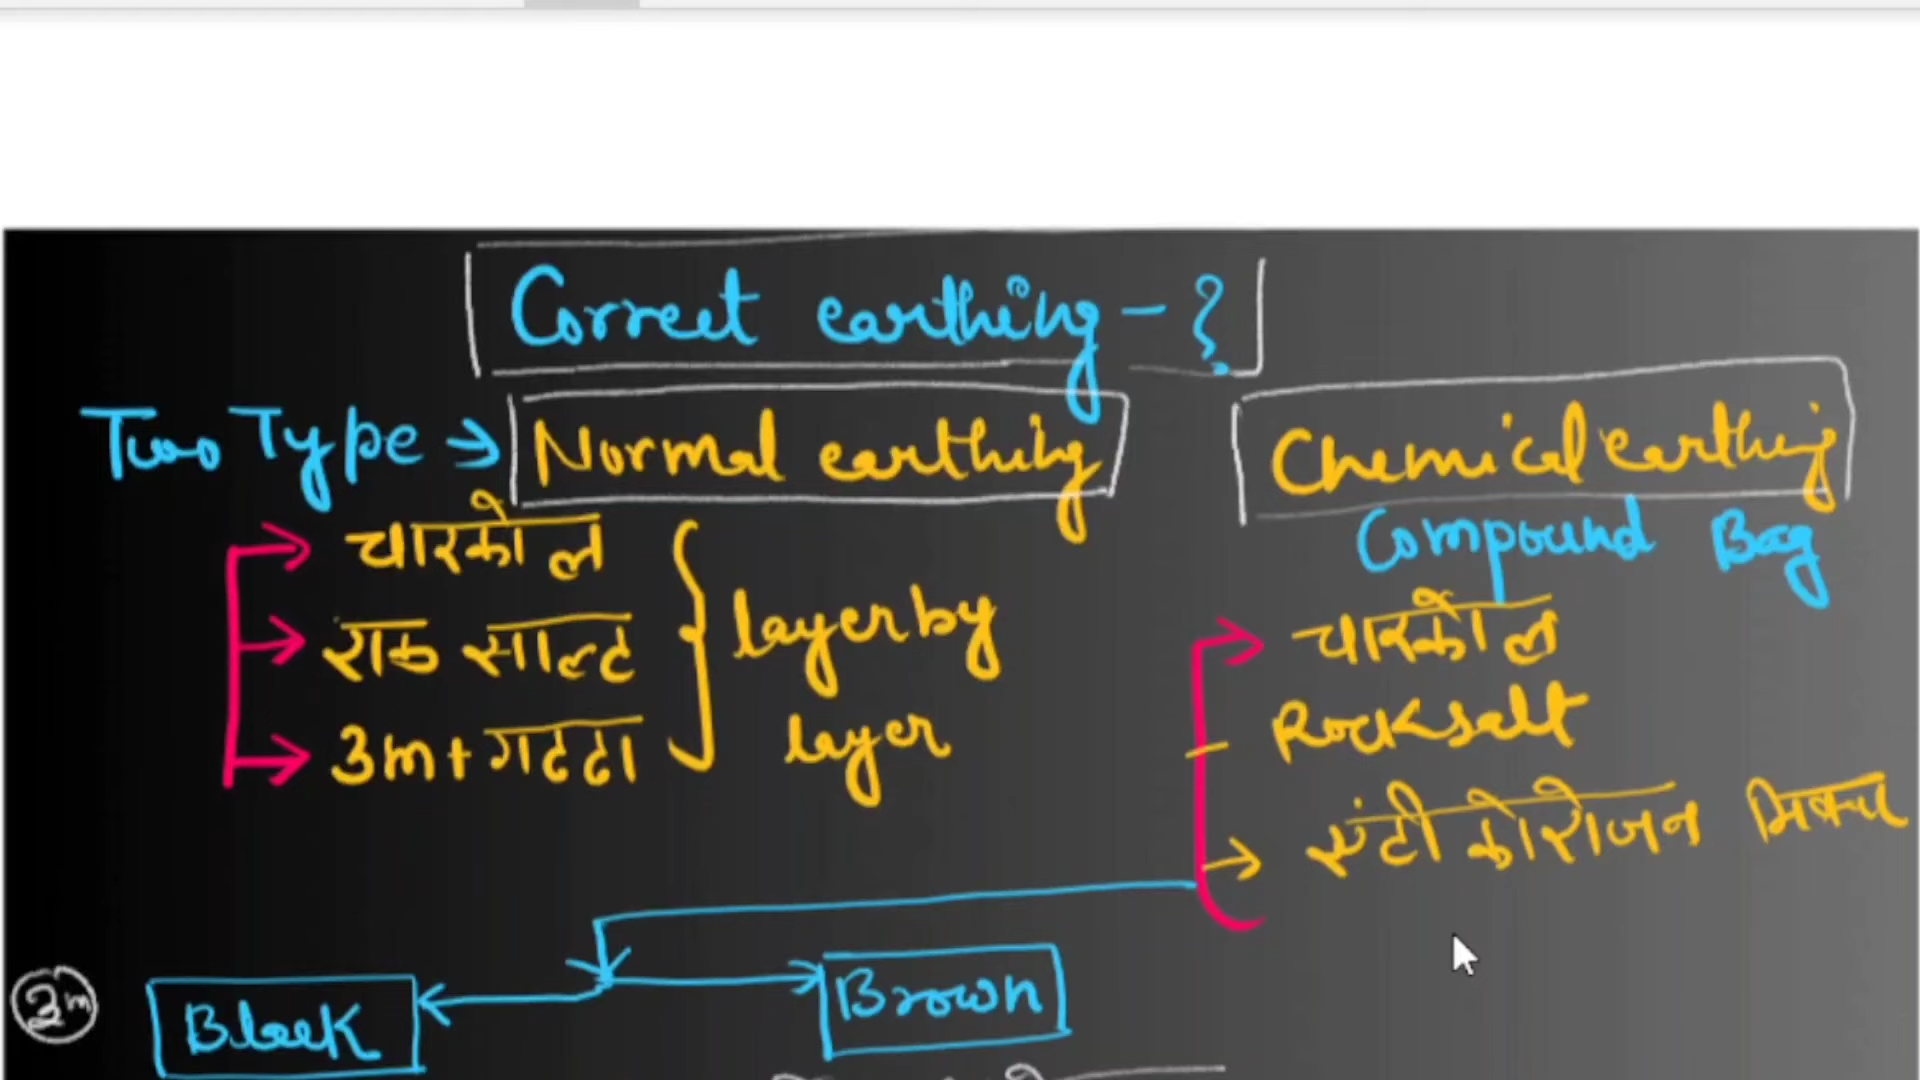 Correct earthing - ?
Two Type → Normal earthing
Chemical earthing
Compound Bag
चारकोल
राक साल्ट
3m + गटटा
layer by
layer
चारकोल
Rocksalt
एंटी कोरोजन
Black
Brown